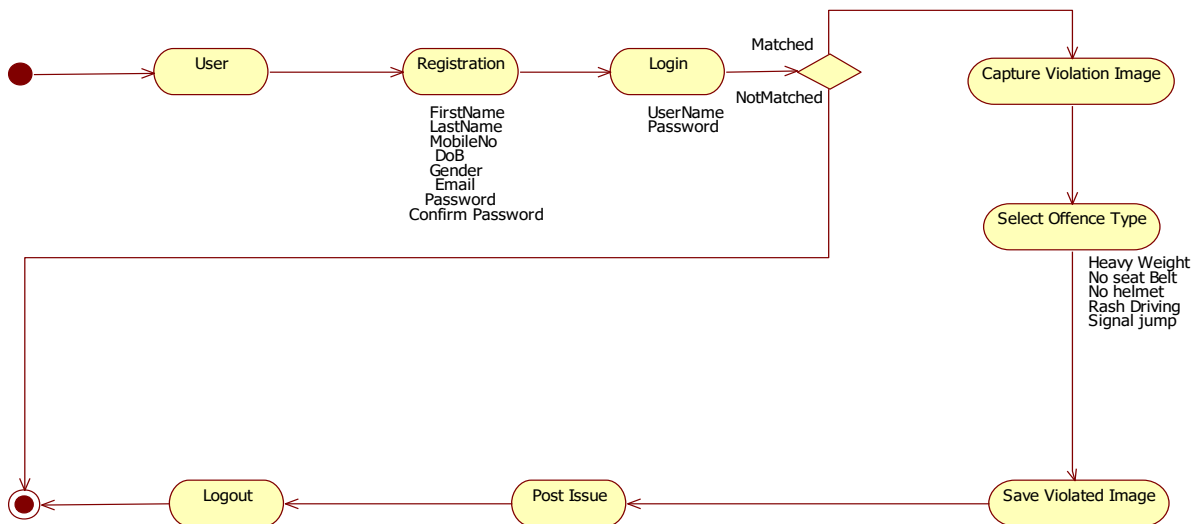 Matched
User
Registration
Login
Capture Violation Image
NotMatched
FirstName
LastName
MobileNo
DoB
Gender
Email
Password
Confirm Password
UserName
Password
Select Offence Type
Heavy Weight
No seat Belt
No helmet
Rash Driving
Signal jump
Logout
Post Issue
Save Violated Image